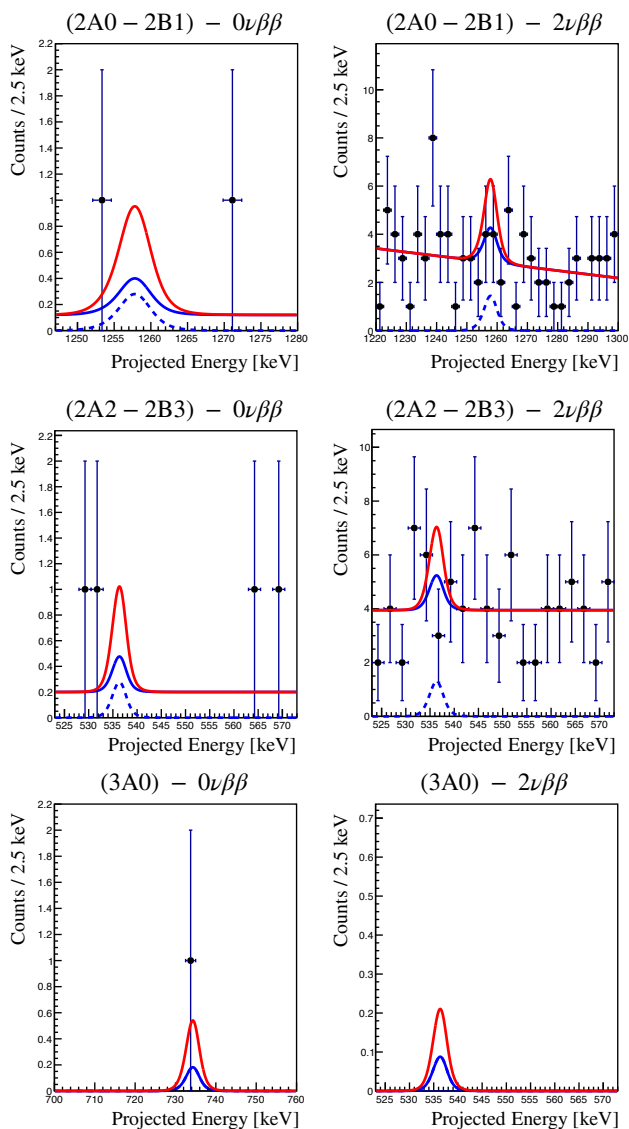 (2A0 − 2B1) − 0νββ
Counts / 2.5 keV
2.2
2
1.8
1.6
1.4
1.2
1
0.8
0.6
0.4
0.2
0
1250 1255 1260 1265 1270 1275 1280
Projected Energy [keV]
(2A0 − 2B1) − 2νββ
Counts / 2.5 keV
10
8
6
4
2
0
1220 1230 1240 1250 1260 1270 1280 1290 1300
Projected Energy [keV]
(2A2 − 2B3) − 0νββ
Counts / 2.5 keV
2.2
2
1.8
1.6
1.4
1.2
1
0.8
0.6
0.4
0.2
0
525 530 535 540 545 550 555 560 565 570
Projected Energy [keV]
(2A2 − 2B3) − 2νββ
Counts / 2.5 keV
10
8
6
4
2
0
525 530 535 540 545 550 555 560 565 570
Projected Energy [keV]
(3A0) − 0νββ
Counts / 2.5 keV
2.2
2
1.8
1.6
1.4
1.2
1
0.8
0.6
0.4
0.2
0
700 710 720 730 740 750 760
Projected Energy [keV]
(3A0) − 2νββ
Counts / 2.5 keV
0.7
0.6
0.5
0.4
0.3
0.2
0.1
0
525 530 535 540 545 550 555 560 565 570
Projected Energy [keV]